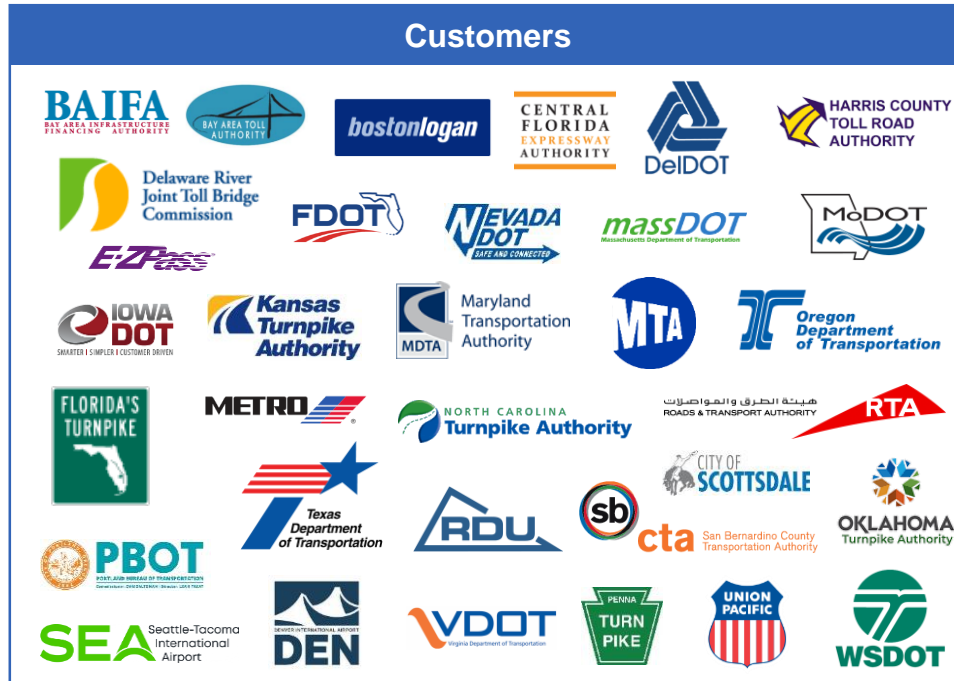 Customers
BAIFA
BAY AREA INFRASTRUCTURE
FINANCING AUTHORITY
BAY AREA TOLL
AUTHORITY
bostonlogan
CENTRAL
FLORIDA
EXPRESSWAY
AUTHORITY
DelDOT
HARRIS COUNTY
TOLL ROAD
AUTHORITY
Delaware River
Joint Toll Bridge
Commission
FDOT
NEVADA
DOT
SAFE AND CONNECTED
massDOT
Massachusetts Department of Transportation
MoDOT
E-ZPass
IOWA
DOT
SMARTER | SIMPLER | CUSTOMER DRIVEN
Kansas
Turnpike
Authority
MDTA
Maryland
Transportation
Authority
MTA
Oregon
Department
of Transportation
FLORIDA'S
TURNPIKE
METRO
NORTH CAROLINA
Turnpike Authority
هيئة الطرق والمواصلات
ROADS & TRANSPORT AUTHORITY
RTA
Texas
Department
of Transportation
RDU
CITY OF
SCOTTSDALE
sb
cta
San Bernardino County
Transportation Authority
OKLAHOMA
Turnpike Authority
PBOT
PORTLAND BUREAU OF TRANSPORTATION
SEA
Seattle-Tacoma
International
Airport
DENVER INTERNATIONAL AIRPORT
DEN
VDOT
Virginia Department of Transportation
PENNA
TURN
PIKE
UNION
PACIFIC
WSDOT